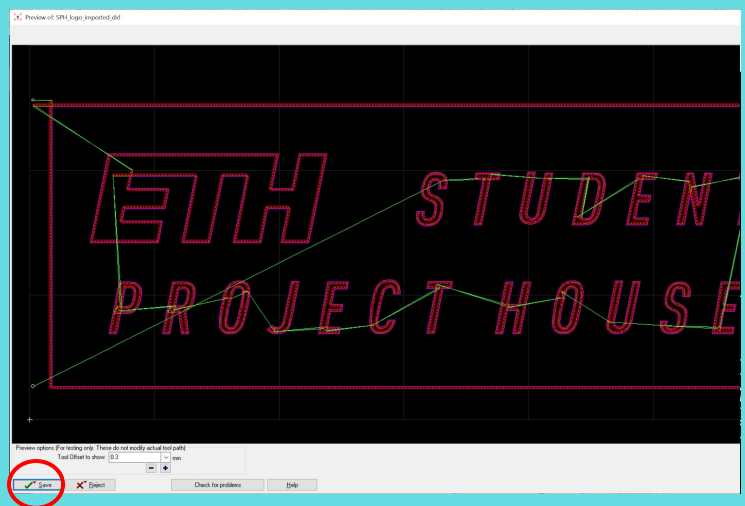 Preview of: SPH_logo_imported_dxf
ETH STUDEN
PROJECT HOUSE
Preview options (For testing only. These do not modify actual tool path)
Tool Offset to show: 0.3 mm
- +
Save Reject Check for problems Help